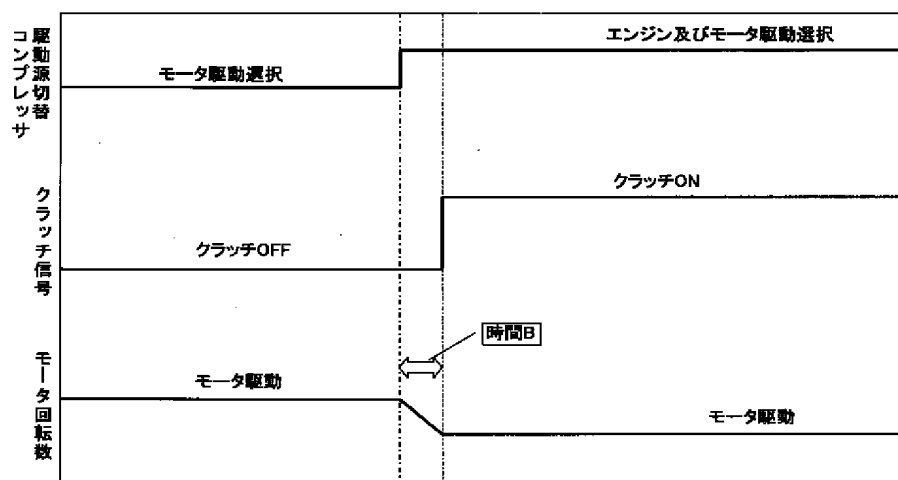 コンプレッサ
駆動源切替
モータ駆動選択
エンジン及びモータ駆動選択
クラッチ信号
クラッチOFF
クラッチON
時間B
モータ回転数
モータ駆動
モータ駆動